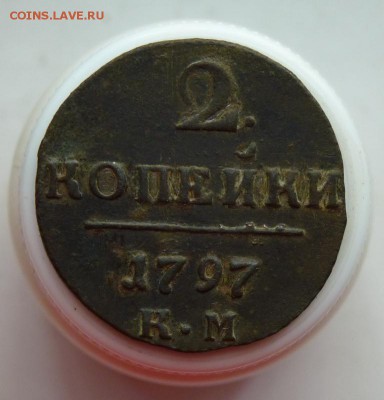 COINS.LAVE.RU
2.
КОПЕЙКИ
1797
К·М